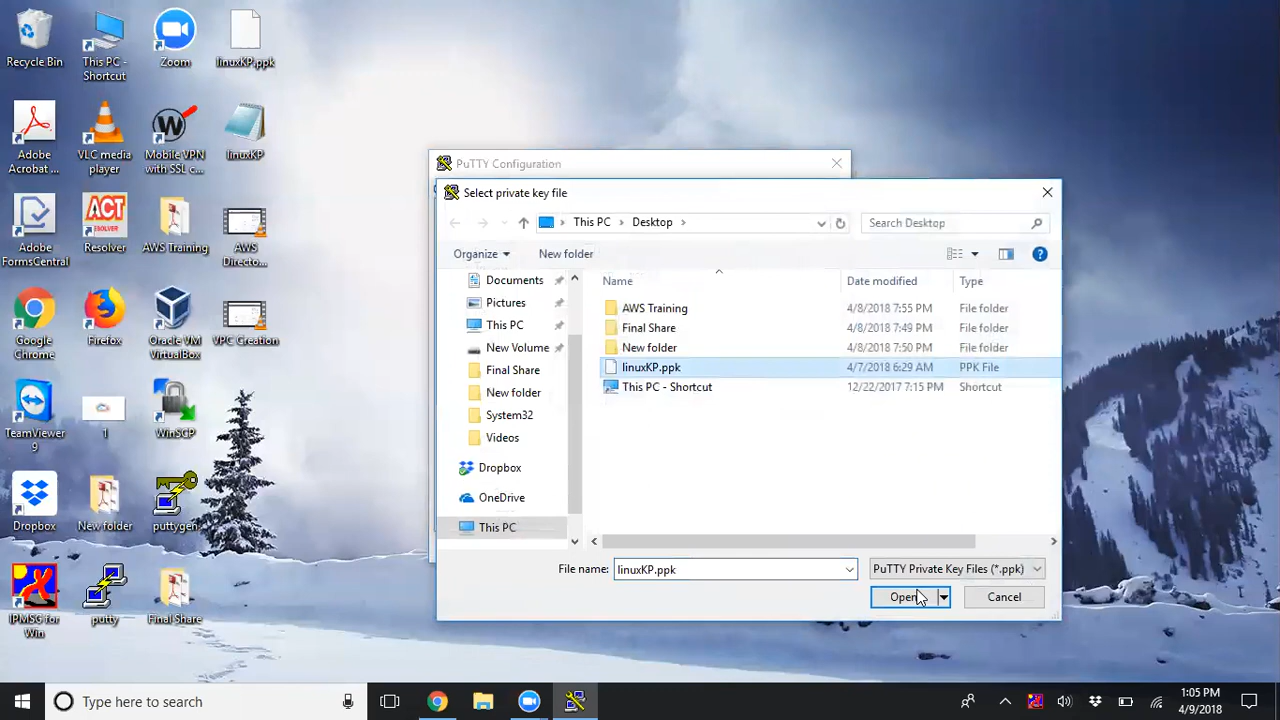 Recycle Bin
This PC -
Shortcut
Zoom
linuxKP.ppk
Adobe
Acrobat ...
VLC media
player
Mobile VPN
with SSL c...
linuxKP
Adobe
FormsCentral
ACT
RESOLVER
Resolver
AWS Training
AWS
Directo...
Google
Chrome
Firefox
Oracle VM
VirtualBox
VPC Creation
TeamViewer
9
1
WinSCP
Dropbox
New folder
puttygen
IPMSG for
Win
putty
Final Share
PuTTY Configuration
Select private key file
This PC
Desktop
Search Desktop
Organize
New folder
Documents
Pictures
This PC
New Volume
Final Share
New folder
System32
Videos
Dropbox
OneDrive
This PC
Name
Date modified
Type
AWS Training
4/8/2018 7:55 PM
File folder
Final Share
4/8/2018 7:49 PM
File folder
New folder
4/8/2018 7:50 PM
File folder
linuxKP.ppk
4/7/2018 6:29 AM
PPK File
This PC - Shortcut
12/22/2017 7:15 PM
Shortcut
File name:
linuxKP.ppk
PuTTY Private Key Files (*.ppk)
Open
Cancel
Type here to search
1:05 PM
4/9/2018